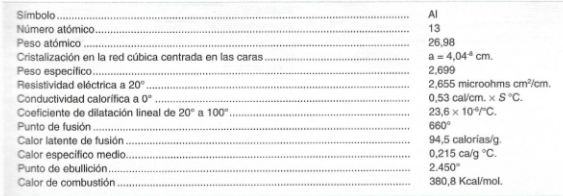 Símbolo ........ Al
Número atómico ........ 13
Peso atómico ........ 26,98
Cristalización en la red cúbica centrada en las caras ........ a = 4,04⁻⁸ cm.
Peso específico ........ 2,699
Resistividad eléctrica a 20° ........ 2,655 microohms cm²/cm.
Conductividad calorífica a 0° ........ 0,53 cal/cm. × S °C.
Coeficiente de dilatación lineal de 20° a 100° ........ 23,6 × 10⁻⁶/°C.
Punto de fusión ........ 660°
Calor latente de fusión ........ 94,5 calorías/g.
Calor específico medio ........ 0,215 ca/g °C.
Punto de ebullición ........ 2.450°
Calor de combustión ........ 380,8 Kcal/mol.